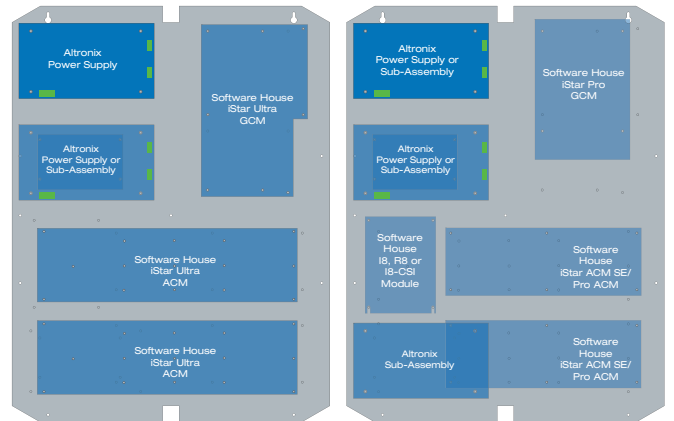 Altronix
Power Supply
Software House
iStar Ultra
GCM
Altronix
Power Supply or
Sub-Assembly
Software House
iStar Ultra
ACM
Software House
iStar Ultra
ACM
Altronix
Power Supply or
Sub-Assembly
Software House
iStar Pro
GCM
Altronix
Power Supply or
Sub-Assembly
Software
House
I8, R8 or
I8-CSI
Module
Software
House
iStar ACM SE/
Pro ACM
Altronix
Sub-Assembly
Software
House
iStar ACM SE/
Pro ACM